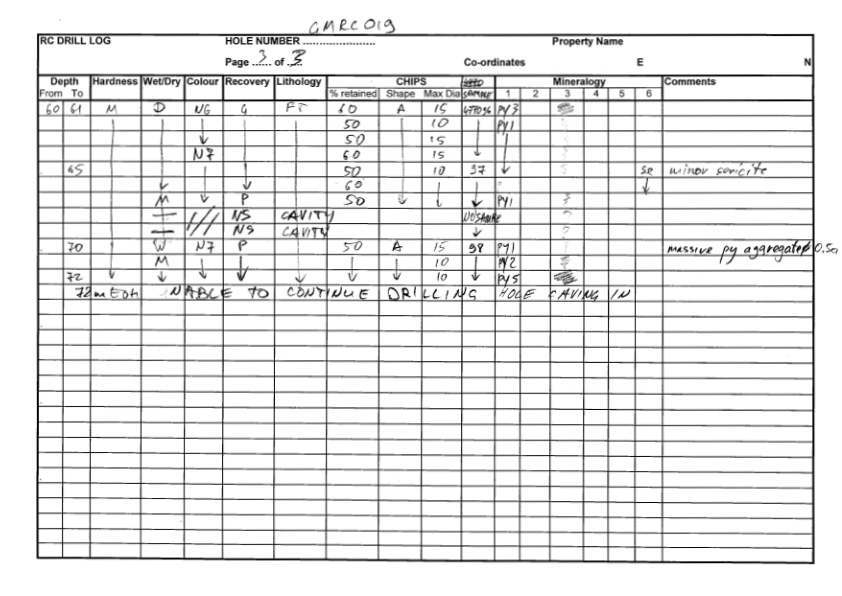 GMRC019
RC DRILL LOG HOLE NUMBER ........................ Property Name
Page ..3.. of ..3.. Co-ordinates E N
Depth Hardness Wet/Dry Colour Recovery Lithology CHIPS SAMPLE Mineralogy Comments
From To % retained Shape Max Dia 1 2 3 4 5 6
60 61 M D N6 G FT 60 A 15 PY3
50 10 PY1
50 15
N7 60 15
65 50 10 97 Se minor sericite
60
M P 50 PY1
— /// NS CAVITY NO SAMPLE
— /// NS CAVITY
70 W N7 P 50 A 15 98 PY1 massive py aggregates 0.5c
M 10 PY2
72 10 PY5
72m EOH UNABLE TO CONTINUE DRILLING HOLE CAVING IN